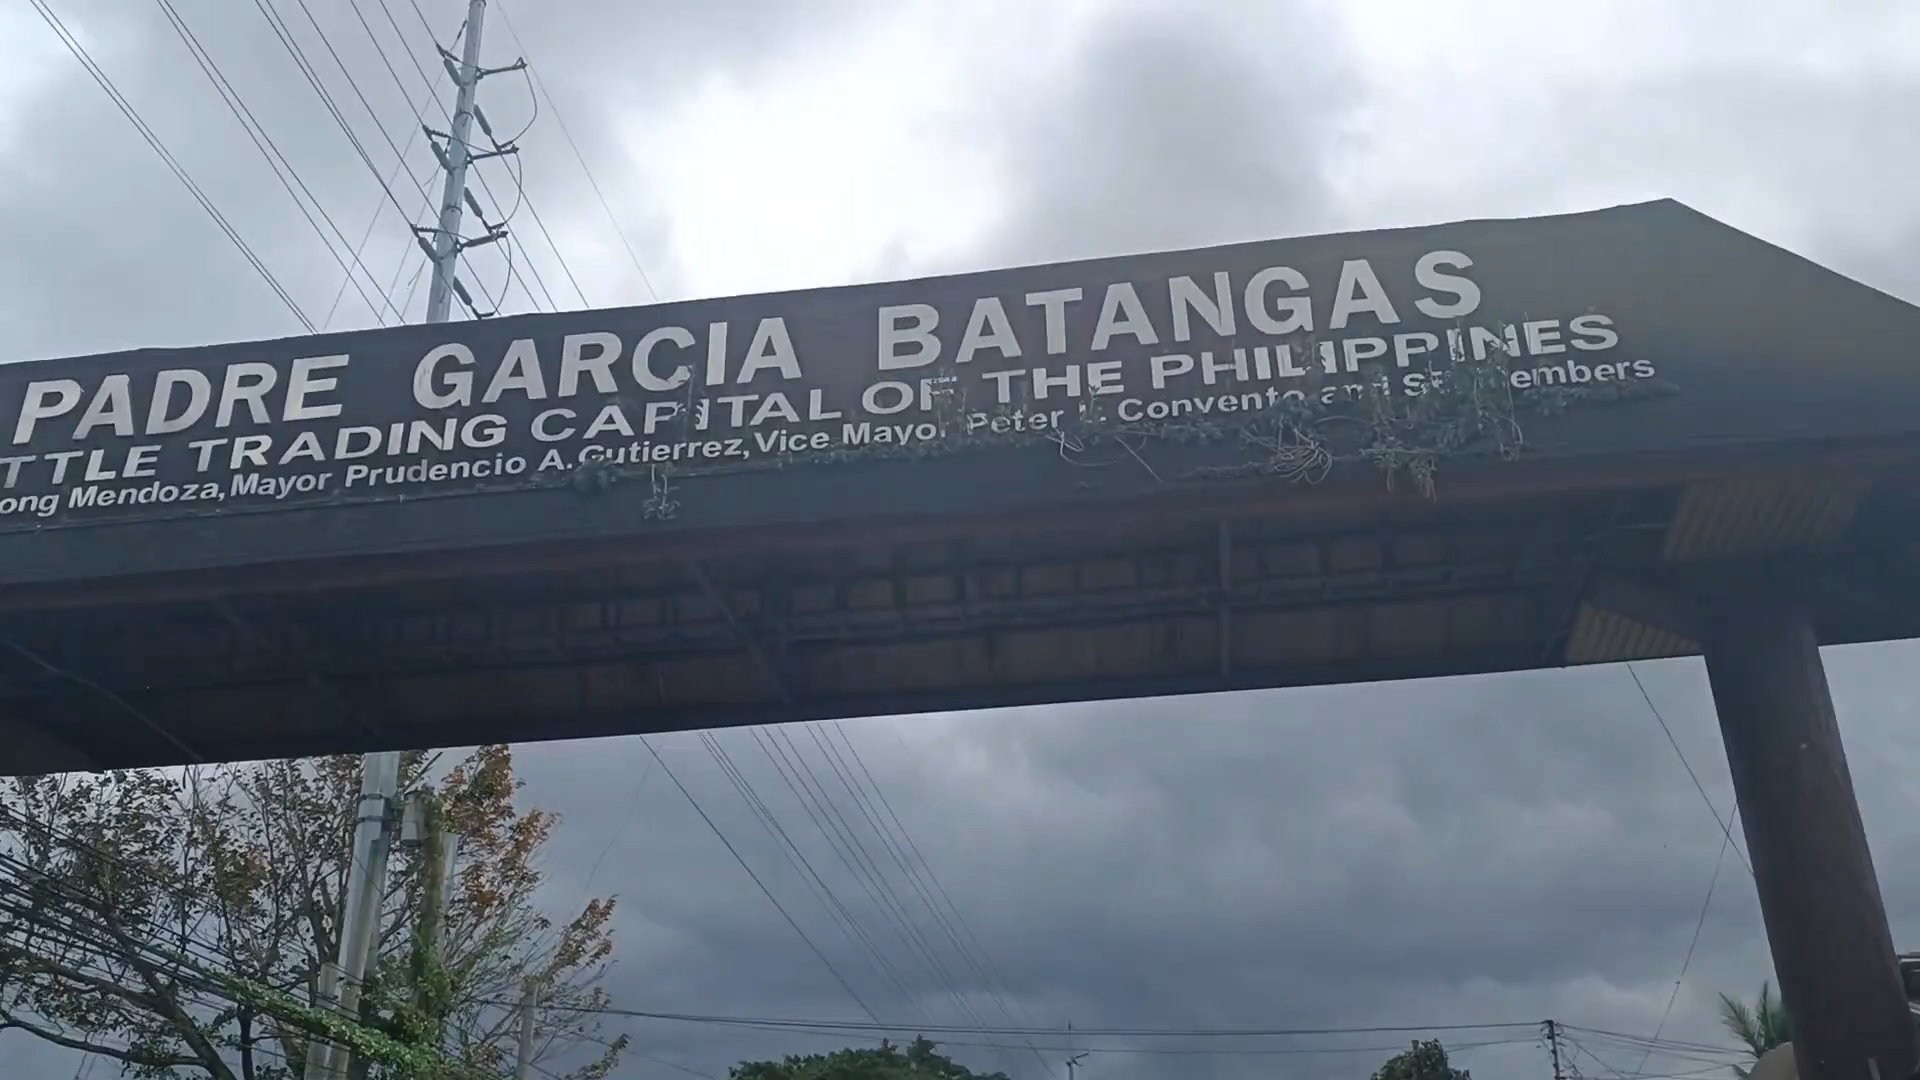 PADRE GARCIA BATANGAS
TTLE TRADING CAPITAL OF THE PHILIPPINES
ong Mendoza, Mayor Prudencio A. Gutierrez, Vice Mayor Peter Convento and embers